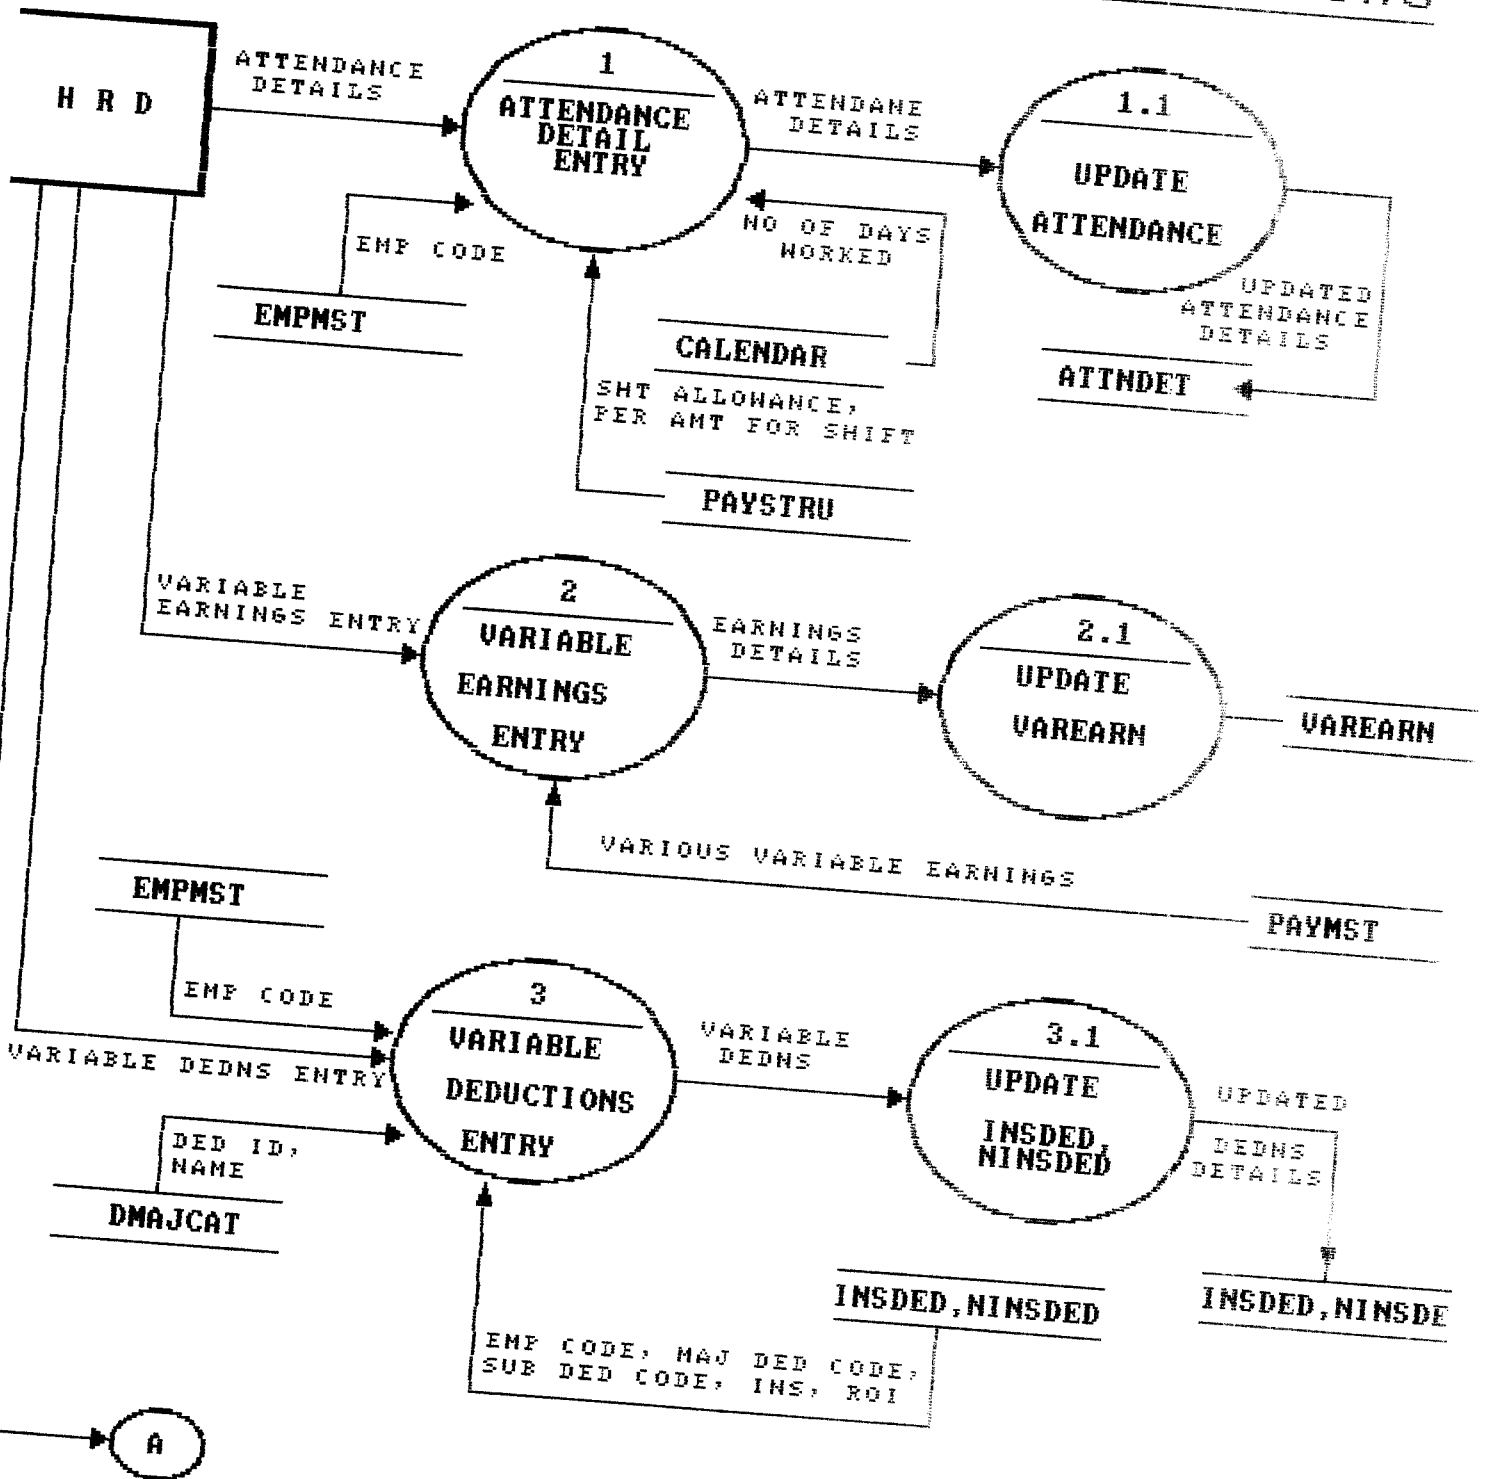 H R D
ATTENDANCE
DETAILS
1
ATTENDANCE
DETAIL
ENTRY
ATTENDANE
DETAILS
1.1
UPDATE
ATTENDANCE
EMP CODE
EMPMST
NO OF DAYS
WORKED
CALENDAR
UPDATED
ATTENDANCE
DETAILS
ATTNDET
SHT ALLOWANCE,
PER AMT FOR SHIFT
PAYSTRU
VARIABLE
EARNINGS ENTRY
2
VARIABLE
EARNINGS
ENTRY
EARNINGS
DETAILS
2.1
UPDATE
VAREARN
VAREARN
VARIOUS VARIABLE EARNINGS
PAYMST
EMPMST
EMP CODE
VARIABLE DEDNS ENTRY
3
VARIABLE
DEDUCTIONS
ENTRY
VARIABLE
DEDNS
3.1
UPDATE
INSDED,
NINSDED
UPDATED
DEDNS
DETAILS
DED ID,
NAME
DMAJCAT
INSDED,NINSDED
INSDED,NINSDE
EMP CODE, MAJ DED CODE,
SUB DED CODE, INS, ROI
A